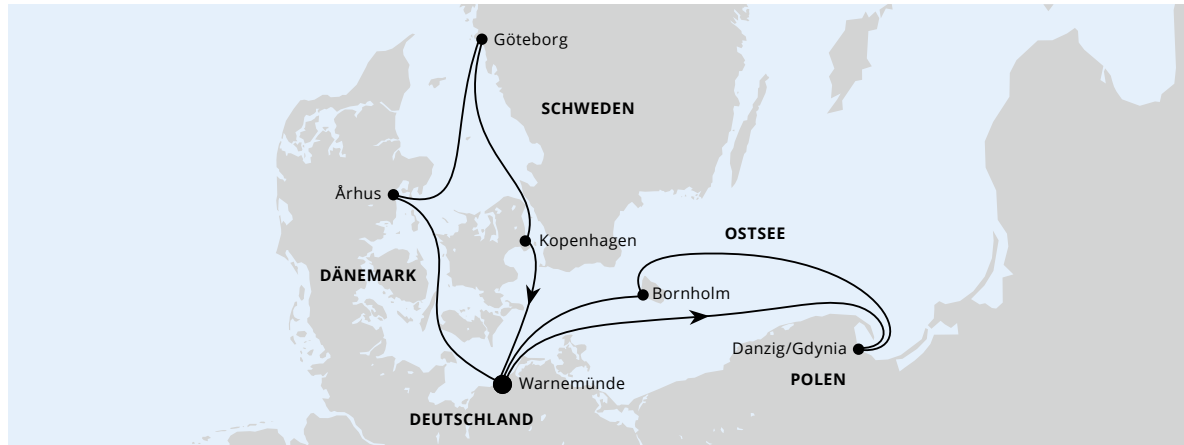 Göteborg
SCHWEDEN
Århus
OSTSEE
Kopenhagen
DÄNEMARK
Bornholm
Danzig/Gdynia
POLEN
Warnemünde
DEUTSCHLAND